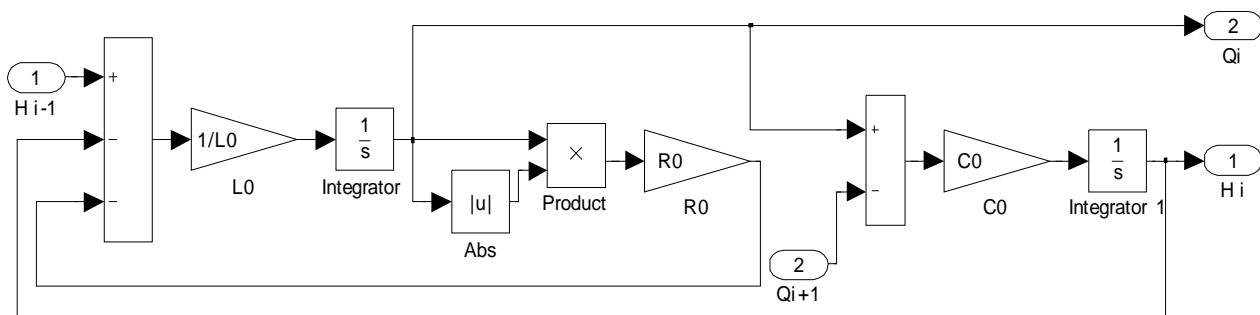 1
H i-1
+
−
−
1/L0
L0
1
s
Integrator
|u|
Abs
×
Product
R0
R0
2
Qi+1
+
−
C0
C0
1
s
Integrator 1
2
Qi
1
H i